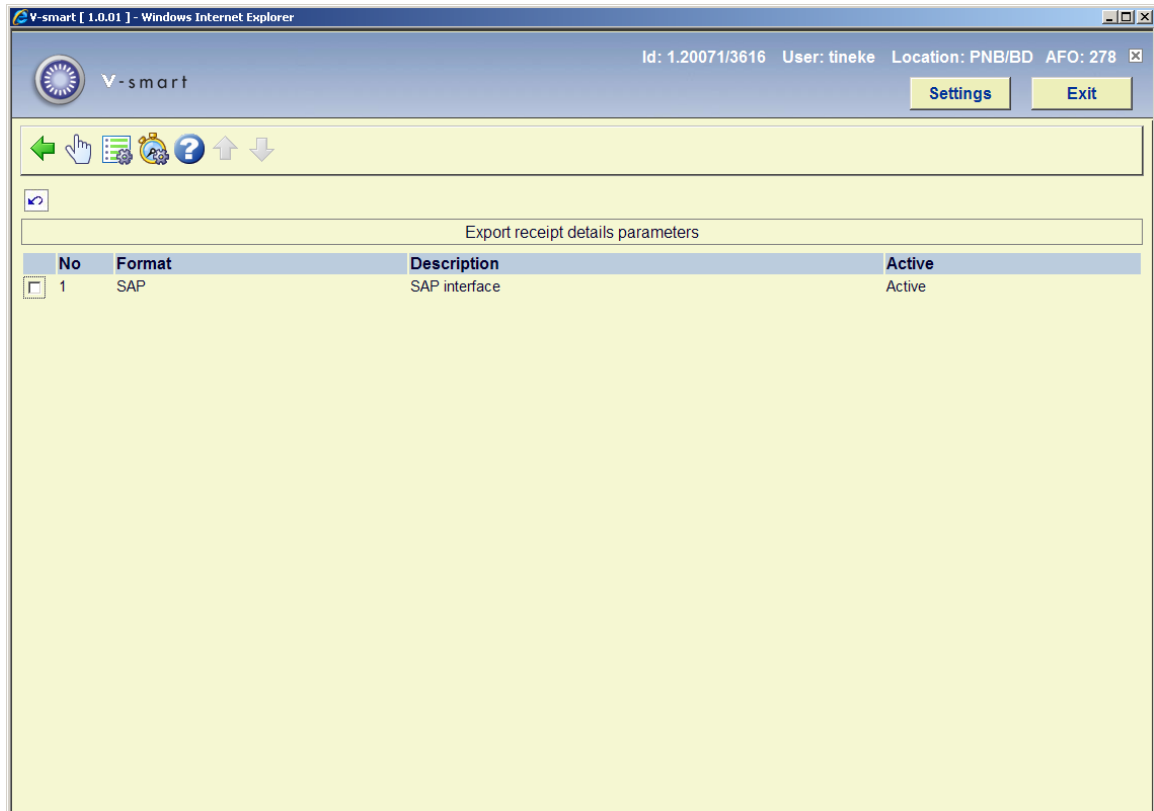 V-smart [ 1.0.01 ] - Windows Internet Explorer
Id: 1.20071/3616 User: tineke Location: PNB/BD AFO: 278
V-smart
Settings Exit
?
Export receipt details parameters
No Format Description Active
1 SAP SAP interface Active